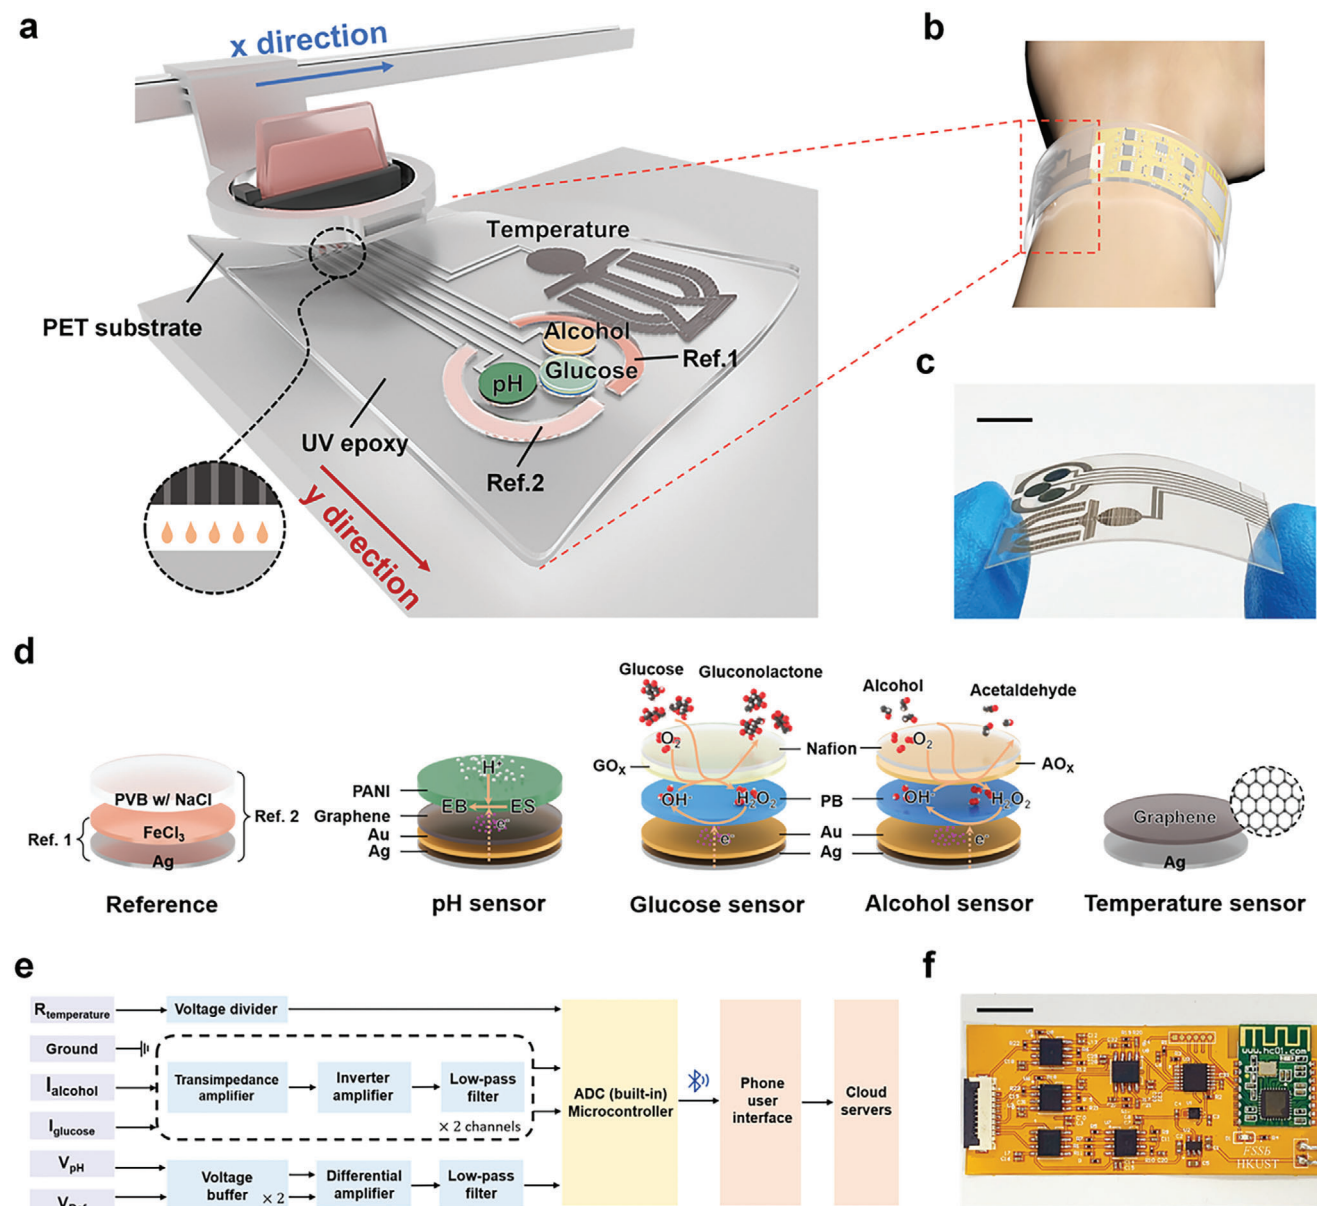 a
x direction
Temperature
PET substrate
Alcohol
Ref.1
Glucose
pH
UV epoxy
Ref.2
y direction
b
c
d
Glucose
Gluconolactone
Alcohol
Acetaldehyde
O2
Nafion
O2
GOX
AOX
PVB w/ NaCl
H+
PANI
EB
ES
OH-
H2O2
PB
OH-
H2O2
Ref. 2
Graphene
Graphene
Ref. 1
FeCl3
e-
Au
e-
Au
e-
Ag
Ag
Ag
Ag
Reference
pH sensor
Glucose sensor
Alcohol sensor
Temperature sensor
e
Rtemperature
Voltage divider
Ground
Ialcohol
Transimpedance
amplifier
Inverter
amplifier
Low-pass
filter
Iglucose
× 2 channels
VpH
Voltage
buffer
× 2
Differential
amplifier
Low-pass
filter
ADC (built-in)
Microcontroller
Phone
user
interface
Cloud
servers
f
www.hc01.com
FSSb
HKUST